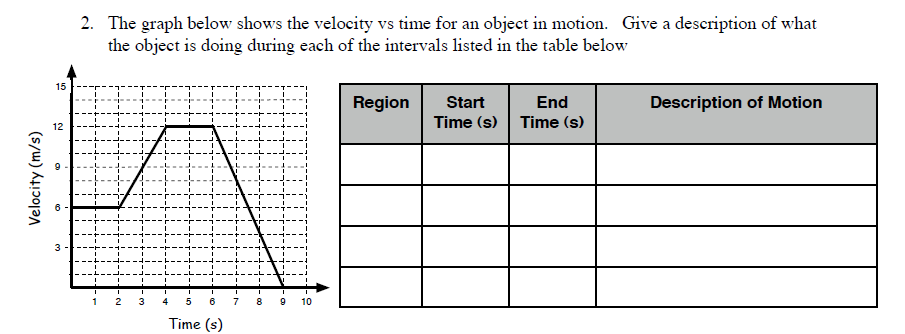 2. The graph below shows the velocity vs time for an object in motion. Give a description of what
the object is doing during each of the intervals listed in the table below
15
12
9
6
3
Velocity (m/s)
1 2 3 4 5 6 7 8 9 10
Time (s)
Region
Start
Time (s)
End
Time (s)
Description of Motion